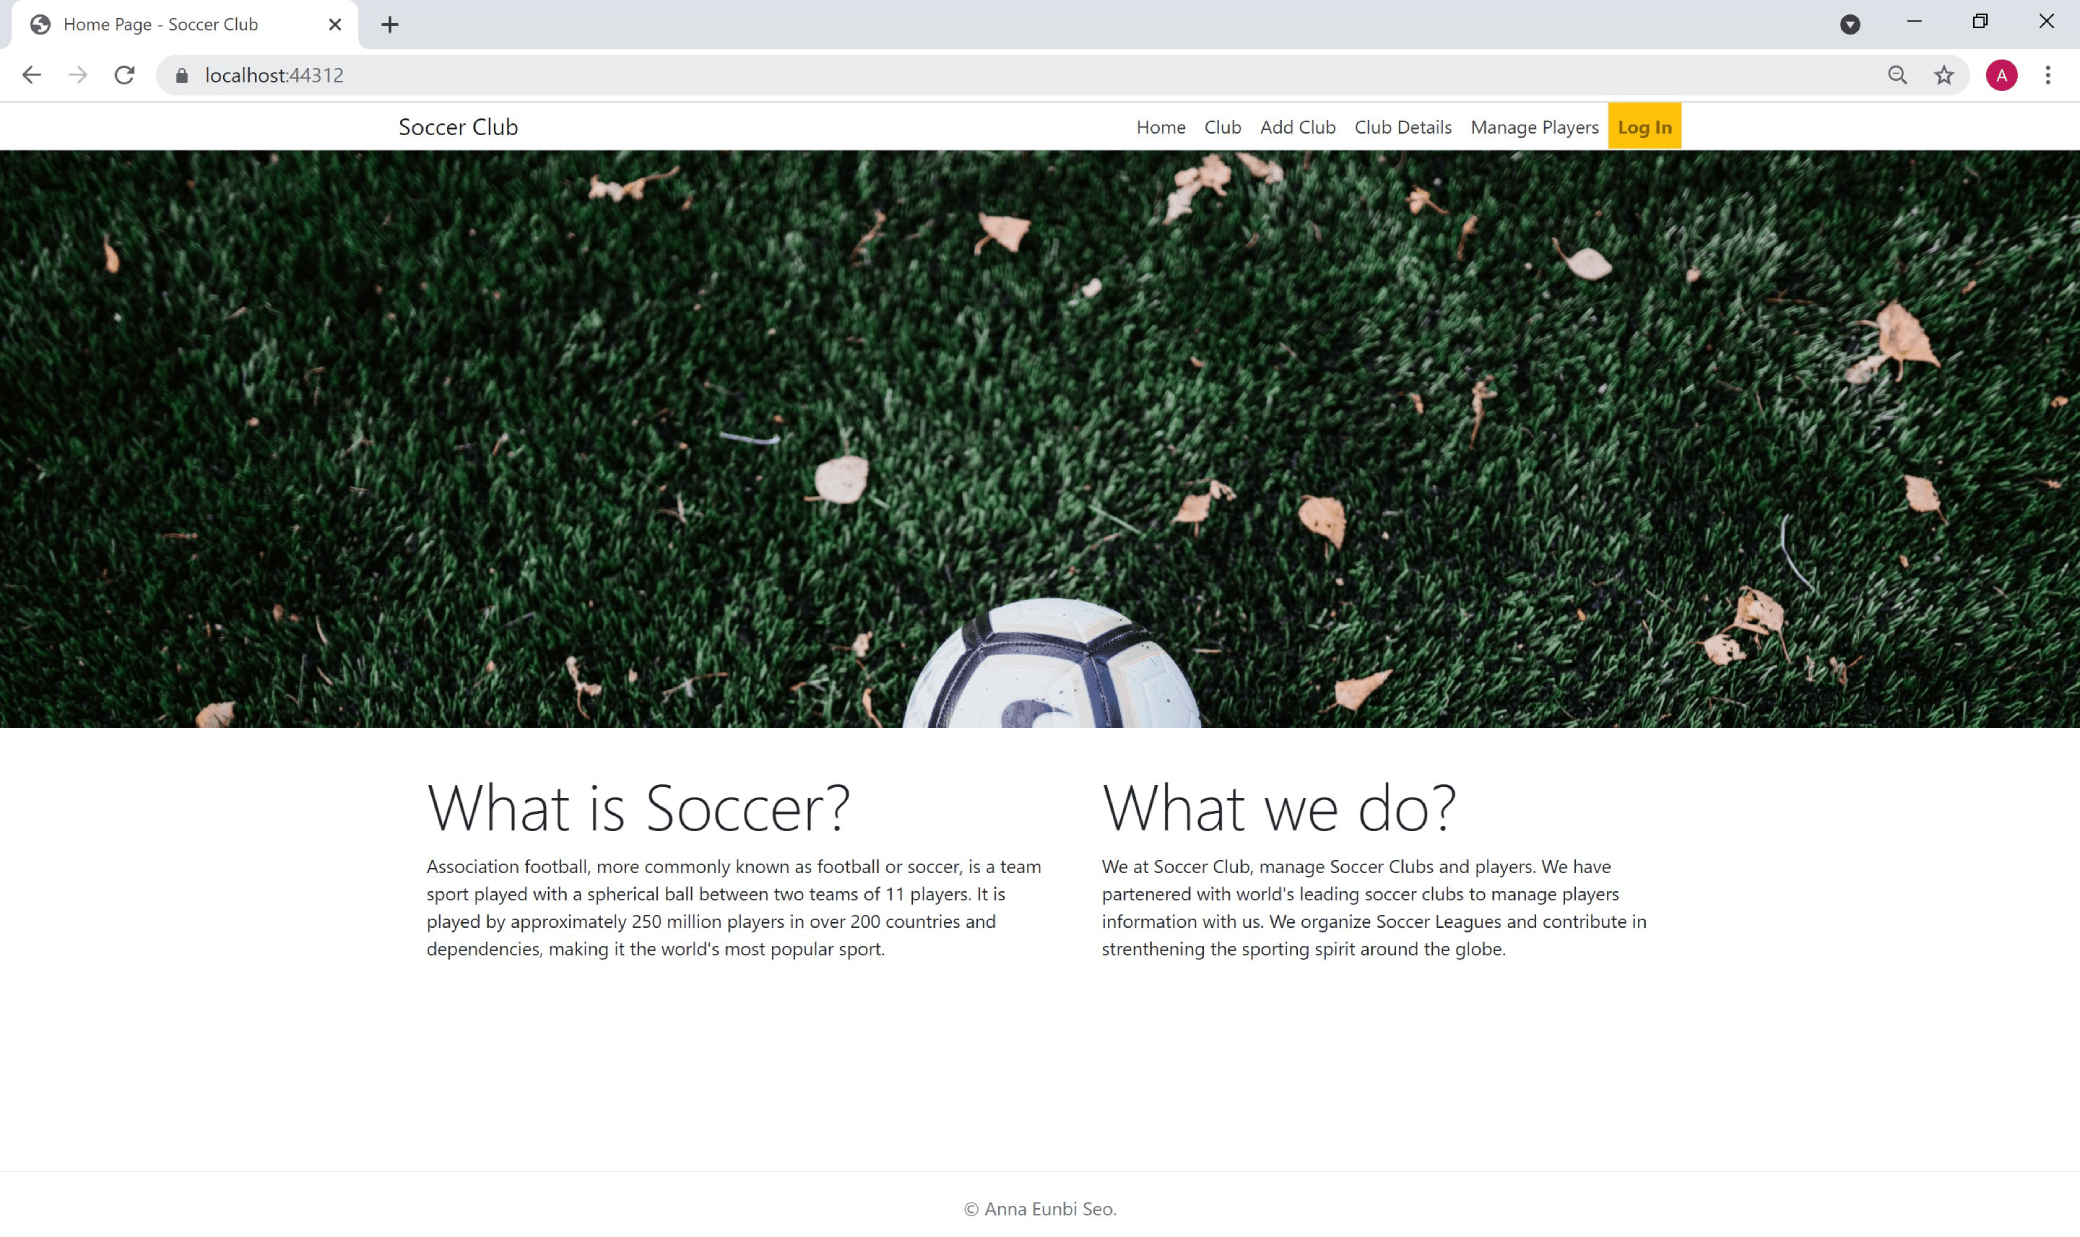 Home Page - Soccer Club
localhost:44312
A
Soccer Club
Home Club Add Club Club Details Manage Players Log In
What is Soccer?
Association football, more commonly known as football or soccer, is a team
sport played with a spherical ball between two teams of 11 players. It is
played by approximately 250 million players in over 200 countries and
dependencies, making it the world's most popular sport.
What we do?
We at Soccer Club, manage Soccer Clubs and players. We have
partenered with world's leading soccer clubs to manage players
information with us. We organize Soccer Leagues and contribute in
strenthening the sporting spirit around the globe.
© Anna Eunbi Seo.